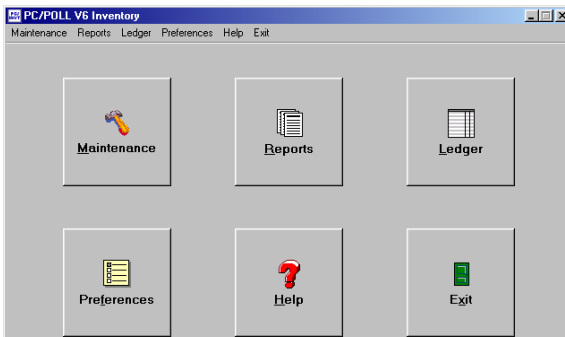 PC/POLL V6 Inventory
Maintenance Reports Ledger Preferences Help Exit
Maintenance Reports Ledger
Preferences Help Exit